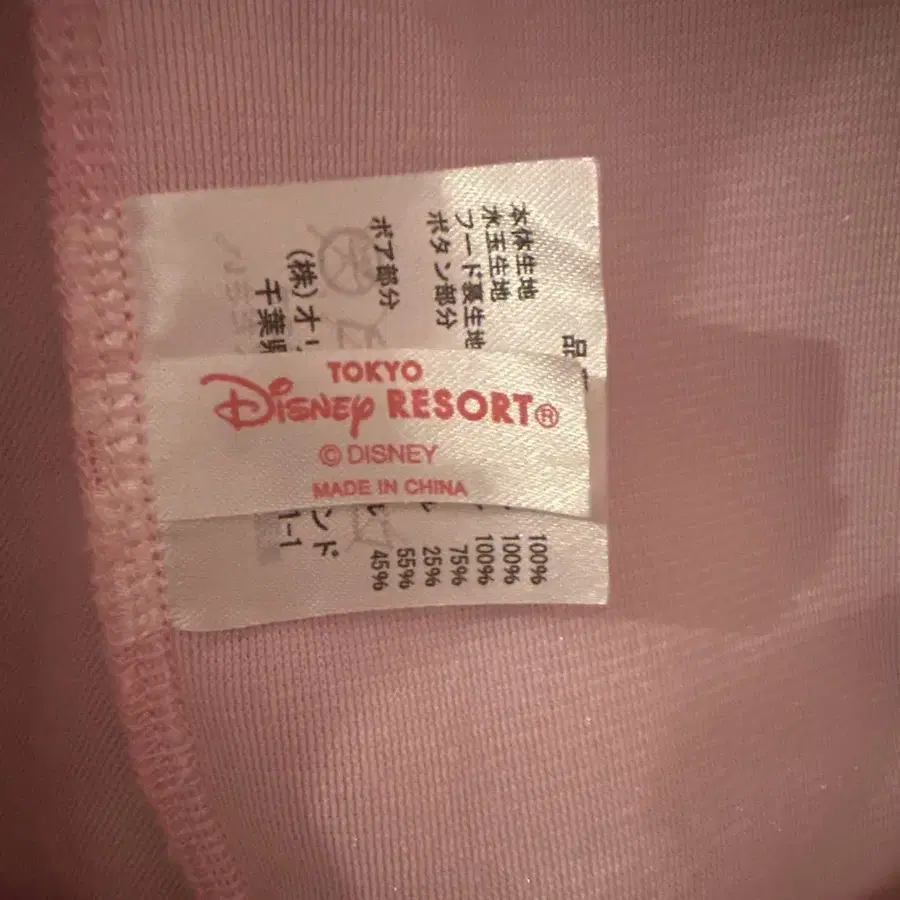 TOKYO
Disney RESORT®
© DISNEY
MADE IN CHINA
品
本体生地 100%
水玉生地 100%
フード裏生地 100%
ボタン部分 75%
25%
ボア部分 55%
45%
(株)オ ンド
千葉県 1-1